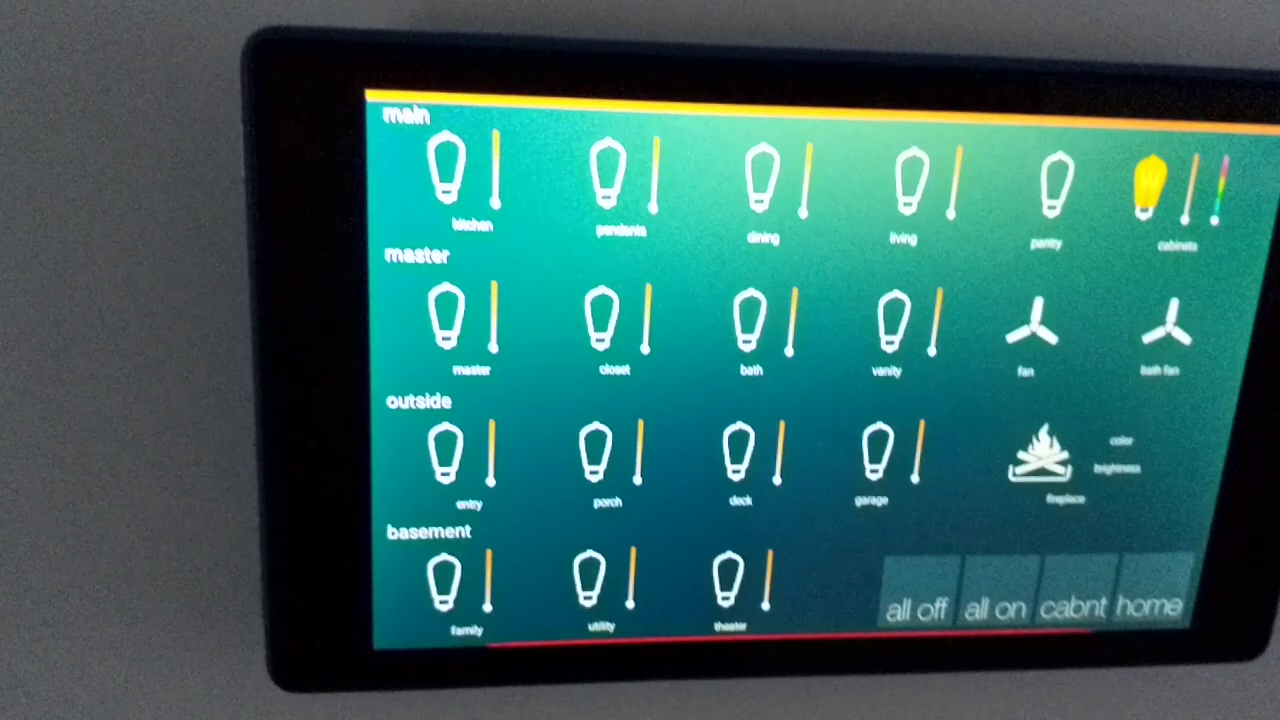 main
kitchen pendants dining living pantry cabinets
master
master closet bath vanity fan bath fan
outside
color
brightness
entry porch deck garage fireplace
basement
all off all on cabnt home
family utility theater